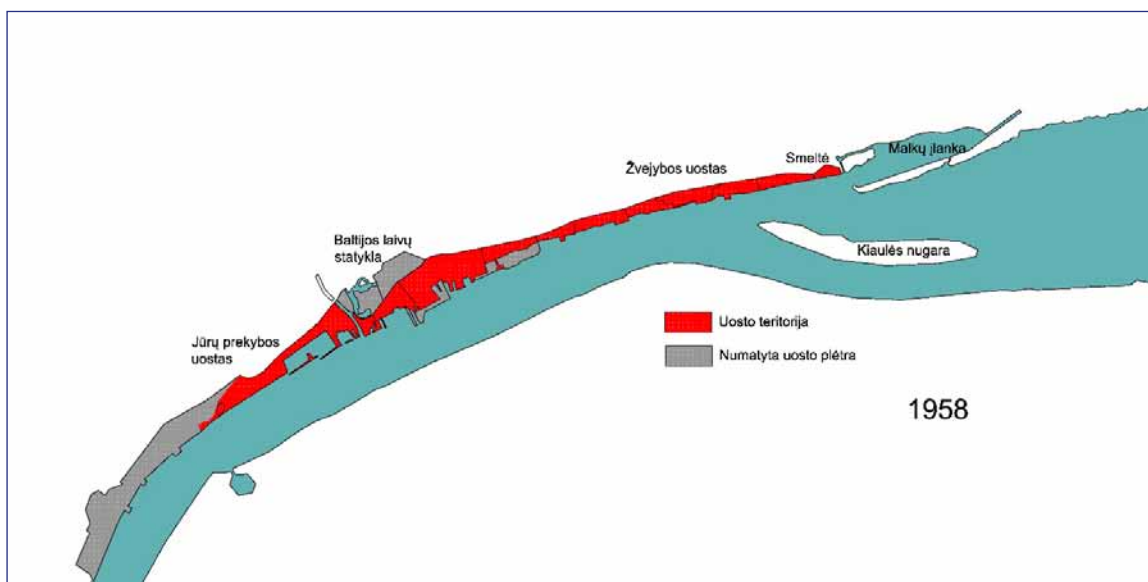 Smeltė
Malkų įlanka
Žvejybos uostas
Baltijos laivų
statykla
Kiaulės nugara
Jūrų prekybos
uostas
Uosto teritorija
Numatyta uosto plėtra
1958